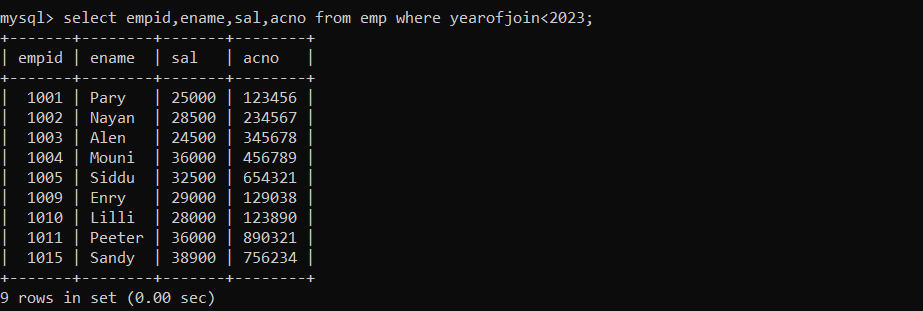 mysql> select empid,ename,sal,acno from emp where yearofjoin<2023;
+-------+--------+-------+--------+
| empid | ename  | sal   | acno   |
+-------+--------+-------+--------+
|  1001 | Pary   | 25000 | 123456 |
|  1002 | Nayan  | 28500 | 234567 |
|  1003 | Alen   | 24500 | 345678 |
|  1004 | Mouni  | 36000 | 456789 |
|  1005 | Siddu  | 32500 | 654321 |
|  1009 | Enry   | 29000 | 129038 |
|  1010 | Lilli  | 28000 | 123890 |
|  1011 | Peeter | 36000 | 890321 |
|  1015 | Sandy  | 38900 | 756234 |
+-------+--------+-------+--------+
9 rows in set (0.00 sec)